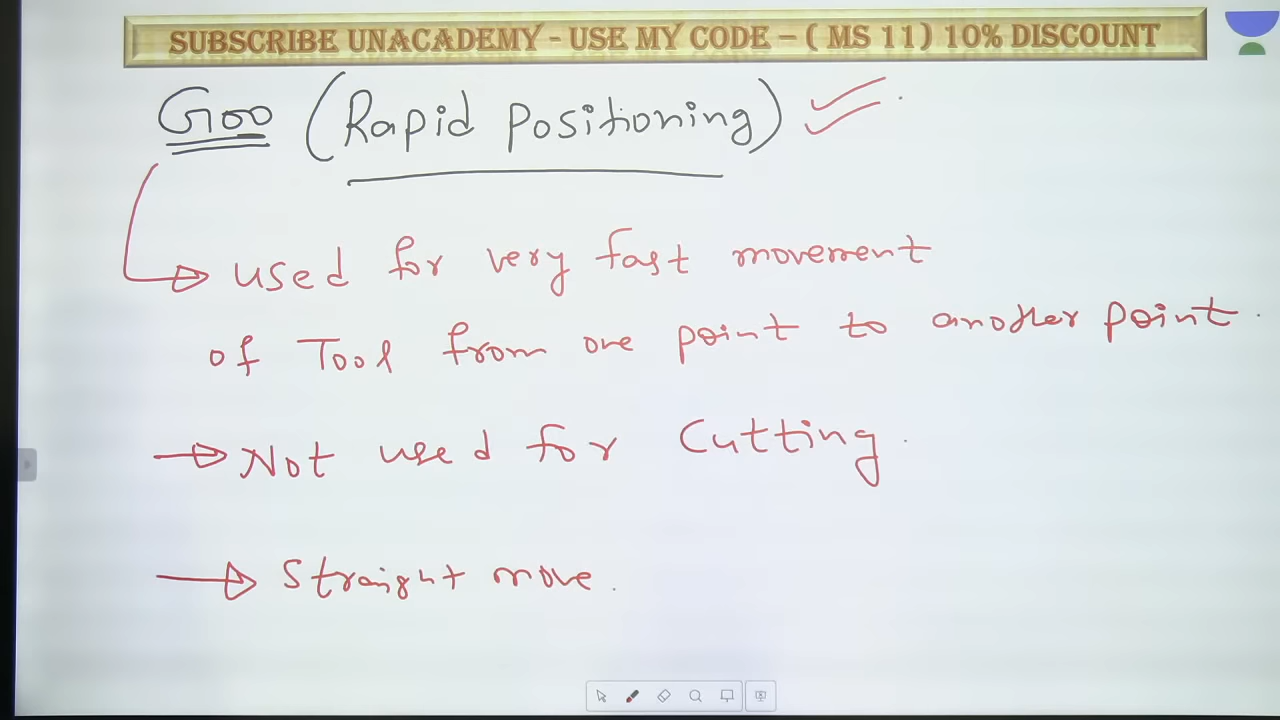 SUBSCRIBE UNACADEMY - USE MY CODE – ( MS 11) 10% DISCOUNT
G00 (Rapid Positioning)
used for very fast movement
of Tool from one point to another point.
Not used for Cutting.
Straight move.